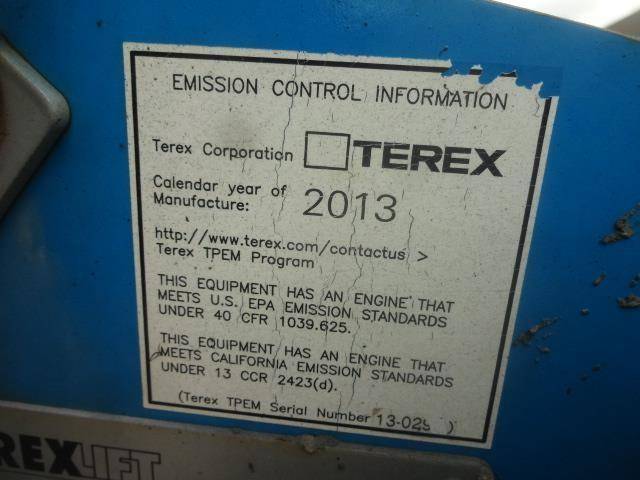 EMISSION CONTROL INFORMATION
Terex Corporation TEREX
Calendar year of
Manufacture: 2013
http://www.terex.com/contactus >
Terex TPEM Program
THIS EQUIPMENT HAS AN ENGINE THAT
MEETS U.S. EPA EMISSION STANDARDS
UNDER 40 CFR 1039.625.
THIS EQUIPMENT HAS AN ENGINE THAT
MEETS CALIFORNIA EMISSION STANDARDS
UNDER 13 CCR 2423(d).
(Terex TPEM Serial Number 13-029 )
REXLIFT